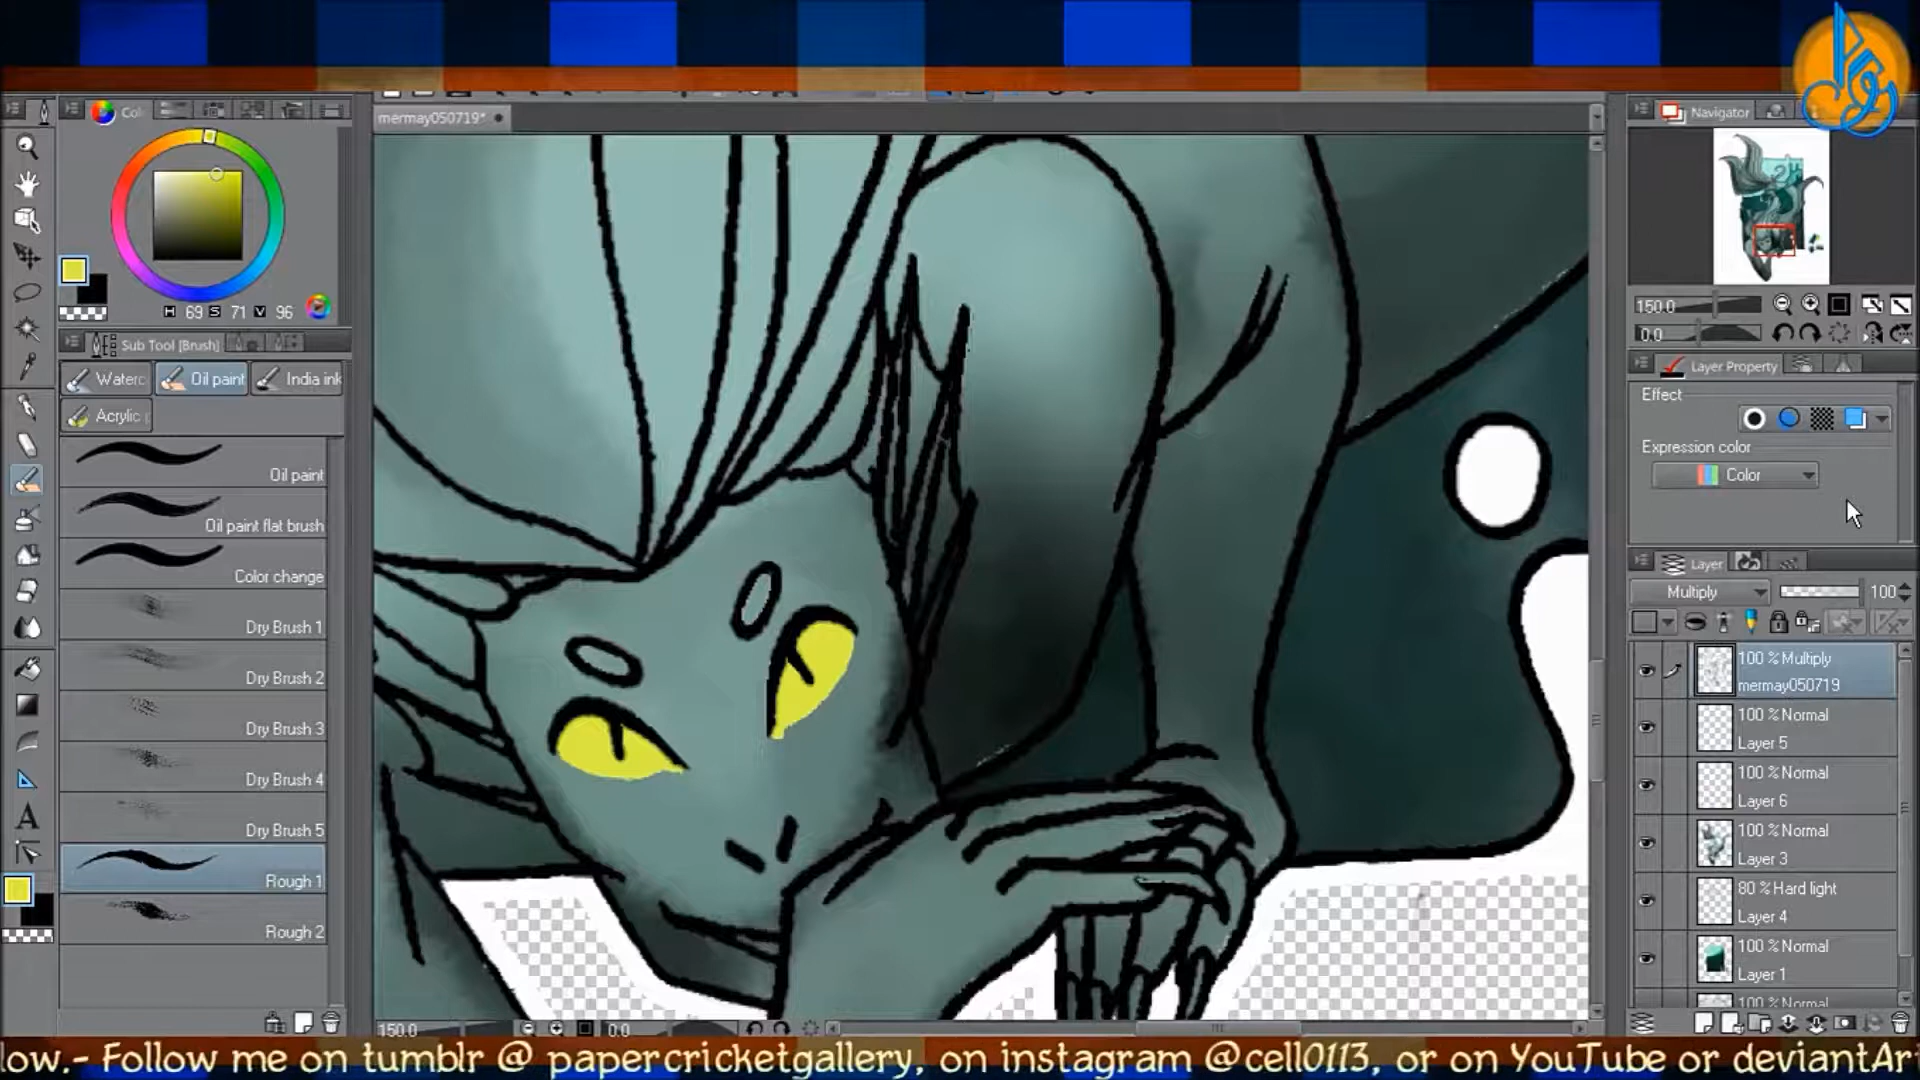 Col
mermay050719*
Navigator
H 69 S 71 V 96
Sub Tool [Brush]
Waterc
Oil paint
India ink
Acrylic
Oil paint
Oil paint flat brush
Color change
Dry Brush 1
Dry Brush 2
Dry Brush 3
Dry Brush 4
Dry Brush 5
Rough 1
Rough 2
A
150.0
0.0
150.0
0.0
Layer Property
Effect
Expression color
Color
Layer
Multiply
100
100 % Multiply
mermay050719
100 % Normal
Layer 5
100 % Normal
Layer 6
100 % Normal
Layer 3
80 % Hard light
Layer 4
100 % Normal
Layer 1
100 % Normal
low.- Follow me on tumblr @ papercricketgallery, on instagram @cell0113, or on YouTube or deviantAr